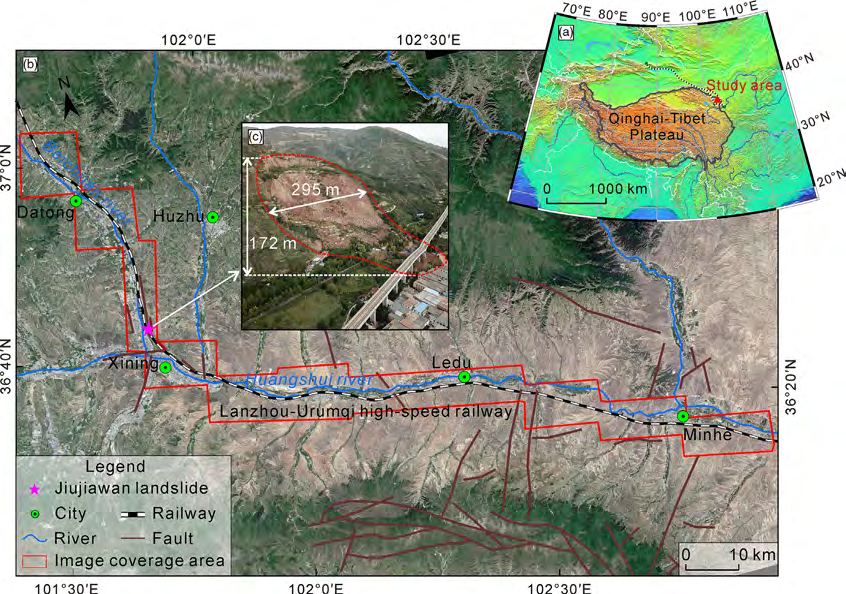 70°E 80°E 90°E 100°E 110°E
(a)
40°N
Study area
Qinghai-Tibet
Plateau
30°N
20°N
0 1000 km
102°0'E 102°30'E
(b)
N
37°0'N
(c)
295 m
172 m
Datong
Huzhu
Xining
36°40'N
Huangshui river
Ledu
Lanzhou-Urumqi high-speed railway
Minhe
36°20'N
Legend
Jiujiawan landslide
City
Railway
River
Fault
Image coverage area
0 10 km
101°30'E 102°0'E 102°30'E